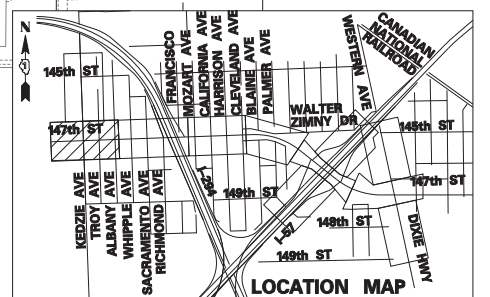 N
CANADIAN
NATIONAL
RAILROAD
WESTERN AVE
FRANCISCO
MOZART AVE
CALIFORNIA AVE
HARRISON AVE
CLEVELAND AVE
BLAINE AVE
PALMER AVE
145th ST
WALTER
ZIMNY DR
147th ST
145th ST
I-294
149th ST
147th ST
KEDZIE AVE
TROY AVE
ALBANY AVE
WHIPPLE AVE
SACRAMENTO AVE
RICHMOND AVE
I-57
148th ST
DIXIE HWY
149th ST
LOCATION MAP